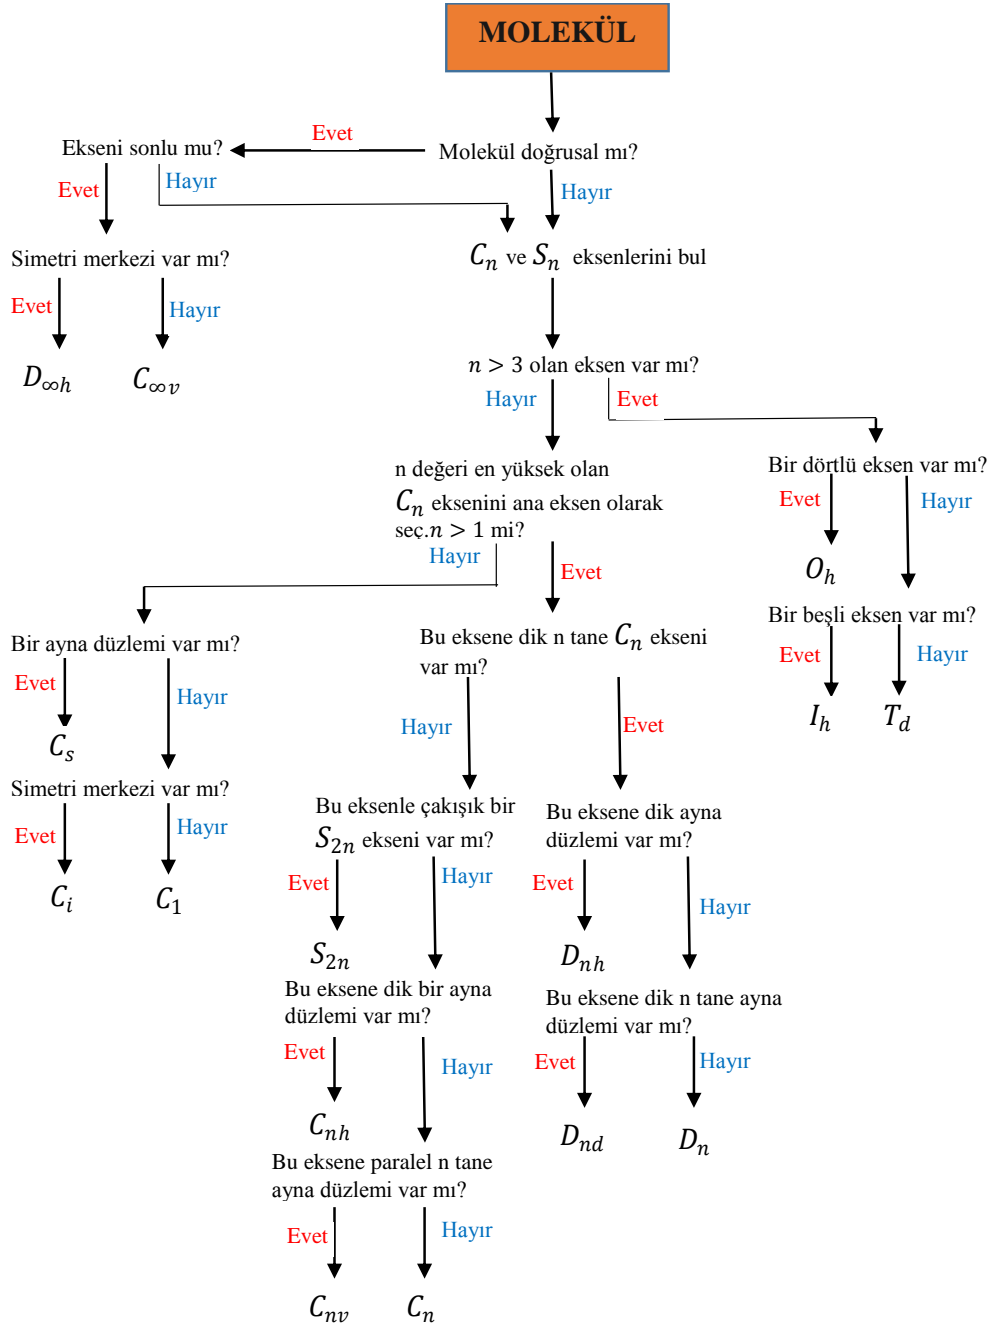 MOLEKÜL
Evet
Ekseni sonlu mu?
Molekül doğrusal mı?
Evet
Hayır
Hayır
Simetri merkezi var mı?
Cₙ ve Sₙ eksenlerini bul
Evet
Hayır
D∞h
C∞v
n > 3 olan eksen var mı?
Hayır
Evet
n değeri en yüksek olan
Cₙ eksenini ana eksen olarak
seç.n > 1 mi?
Bir dörtlü eksen var mı?
Evet
Hayır
Hayır
Evet
Oₕ
Bir beşli eksen var mı?
Evet
Hayır
Iₕ
T_d
Bir ayna düzlemi var mı?
Evet
Hayır
Cₛ
Simetri merkezi var mı?
Evet
Hayır
Cᵢ
C₁
Bu eksene dik n tane Cₙ ekseni
var mı?
Hayır
Evet
Bu eksenle çakışık bir
S₂ₙ ekseni var mı?
Evet
Hayır
S₂ₙ
Bu eksene dik bir ayna
düzlemi var mı?
Evet
Hayır
Cₙₕ
Bu eksene paralel n tane
ayna düzlemi var mı?
Evet
Hayır
Cₙᵥ
Cₙ
Bu eksene dik ayna
düzlemi var mı?
Evet
Hayır
Dₙₕ
Bu eksene dik n tane ayna
düzlemi var mı?
Evet
Hayır
D_nd
Dₙ